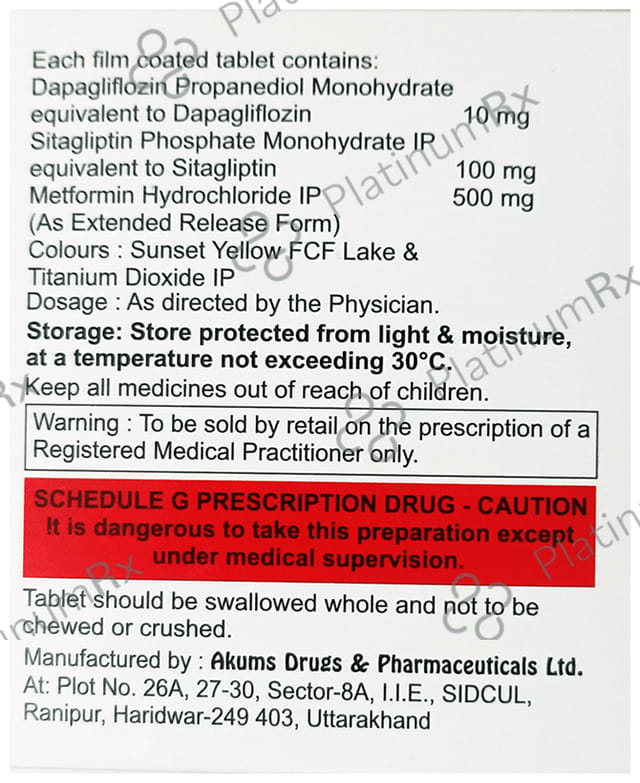 PlatinumRx
Each film coated tablet contains:
Dapagliflozin Propanediol Monohydrate
equivalent to Dapagliflozin 10 mg
Sitagliptin Phosphate Monohydrate IP
equivalent to Sitagliptin 100 mg
Metformin Hydrochloride IP 500 mg
(As Extended Release Form)
Colours : Sunset Yellow FCF Lake &
Titanium Dioxide IP
Dosage : As directed by the Physician.
Storage: Store protected from light & moisture,
at a temperature not exceeding 30°C.
Keep all medicines out of reach of children.
Warning : To be sold by retail on the prescription of a
Registered Medical Practitioner only.
SCHEDULE G PRESCRIPTION DRUG - CAUTION
It is dangerous to take this preparation except
under medical supervision.
Tablet should be swallowed whole and not to be
chewed or crushed.
Manufactured by : Akums Drugs & Pharmaceuticals Ltd.
At: Plot No. 26A, 27-30, Sector-8A, I.I.E., SIDCUL,
Ranipur, Haridwar-249 403, Uttarakhand
PlatinumRx
PlatinumRx